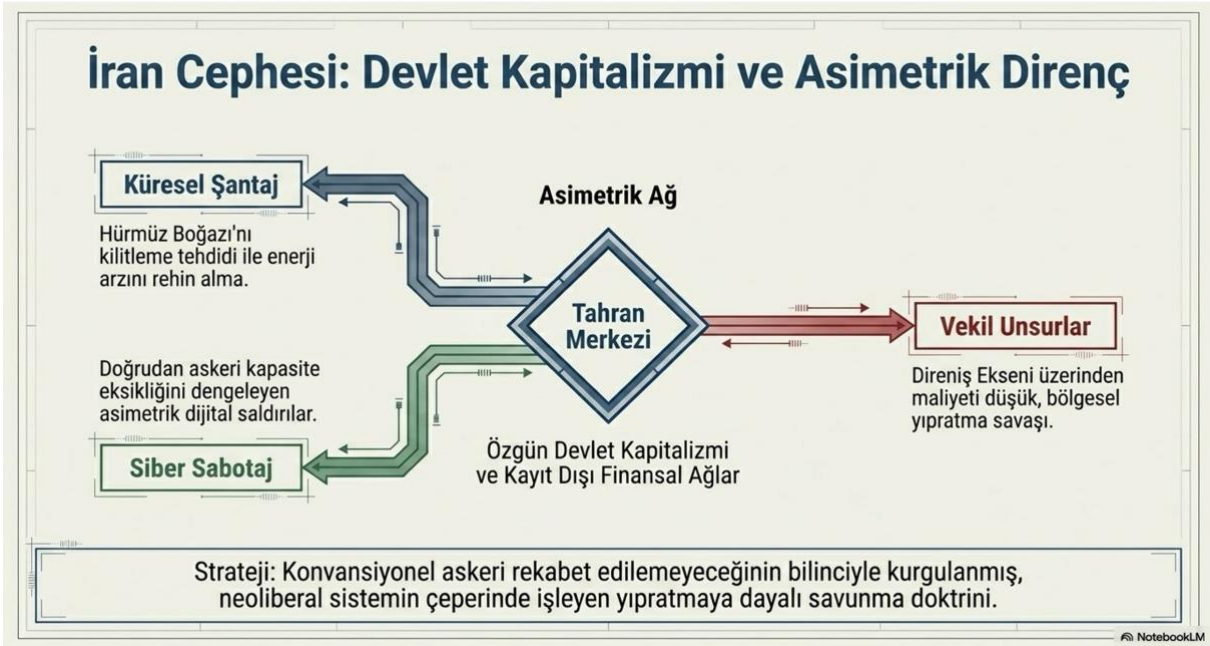 İran Cephesi: Devlet Kapitalizmi ve Asimetrik Direnç
Küresel Şantaj
Hürmüz Boğazı'nı
kilitleme tehdidi ile enerji
arzını rehin alma.
Doğrudan askeri kapasite
eksikliğini dengeleyen
asimetrik dijital saldırılar.
Siber Sabotaj
Asimetrik Ağ
Tahran
Merkezi
Özgün Devlet Kapitalizmi
ve Kayıt Dışı Finansal Ağlar
Vekil Unsurlar
Direniş Ekseni üzerinden
maliyeti düşük, bölgesel
yıpratma savaşı.
Strateji: Konvansiyonel askeri rekabet edilemeyeceğinin bilinciyle kurgulanmış,
neoliberal sistemin çeperinde işleyen yıpratmaya dayalı savunma doktrini.
NotebookLM